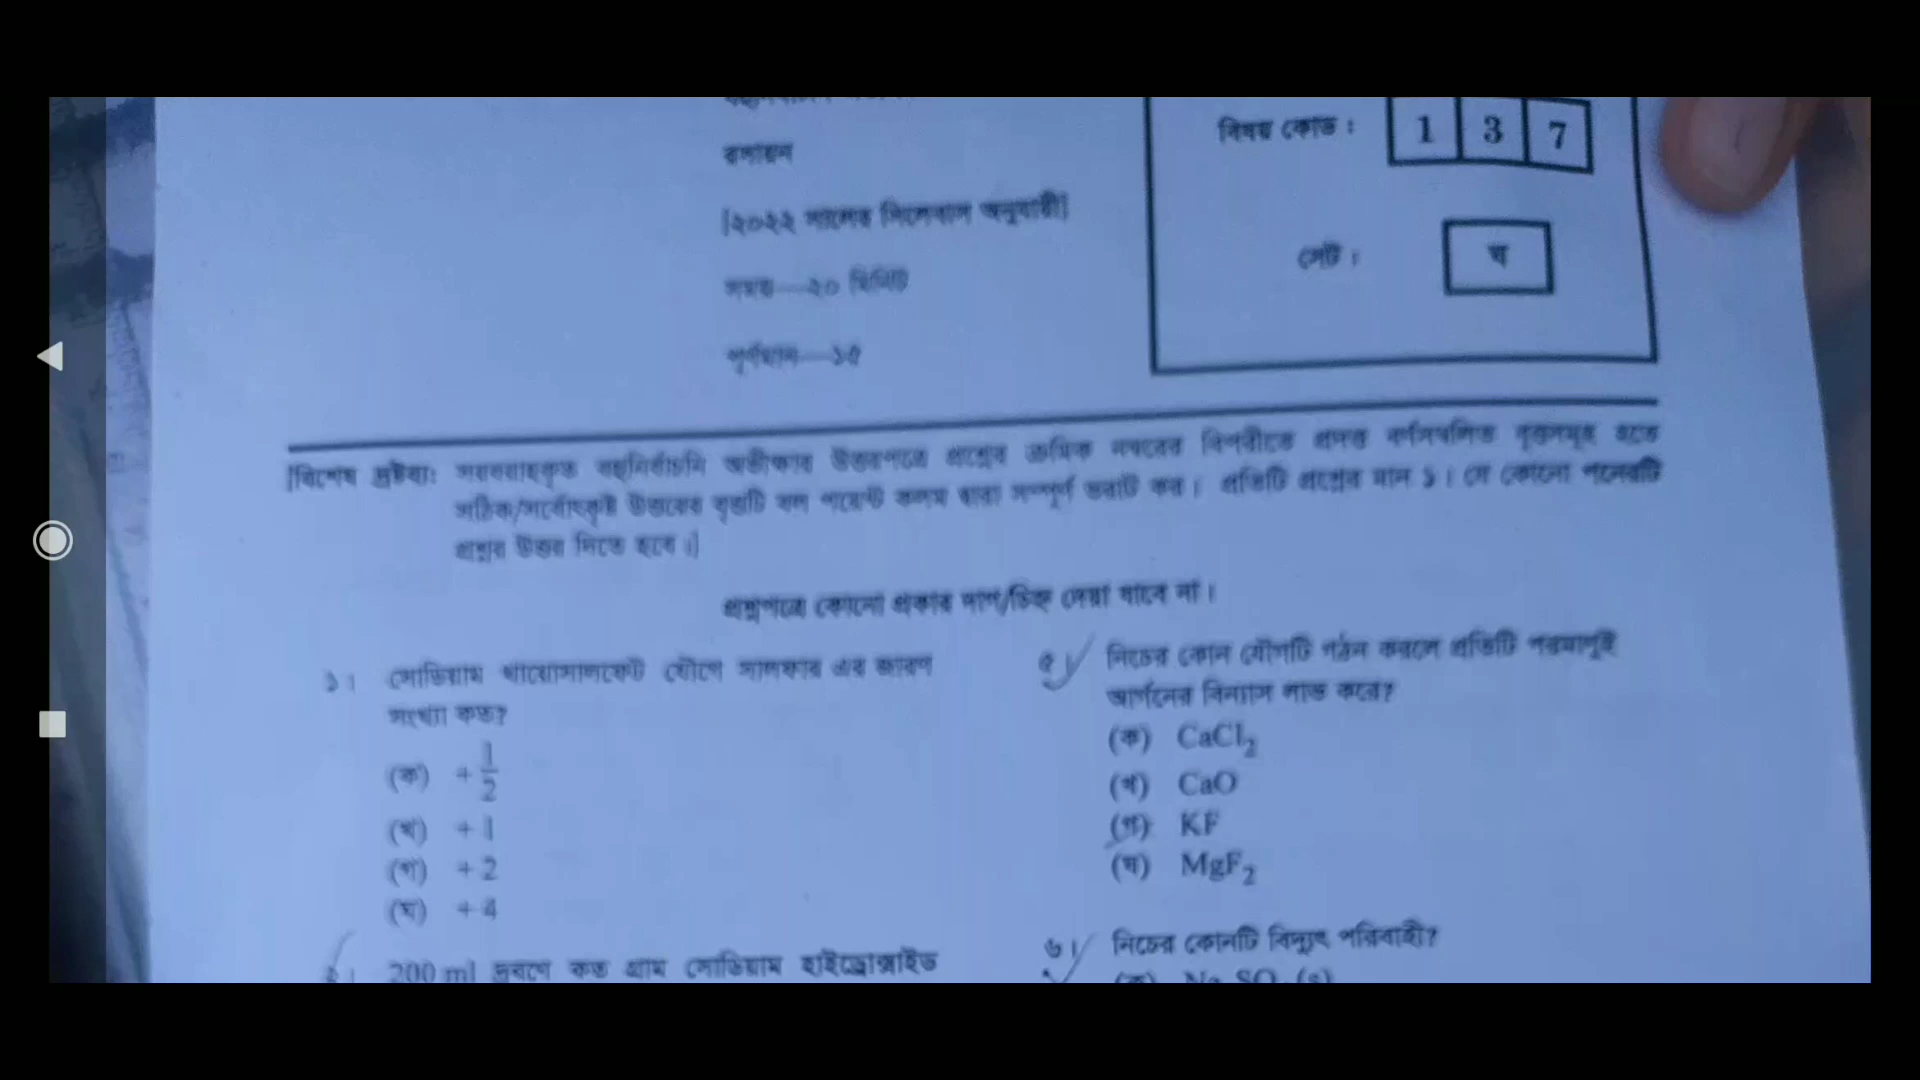 রসায়ন
[২০২২ সালের সিলেবাস অনুযায়ী]
সময়—২০ মিনিট
পূর্ণমান—১৫
বিষয় কোড : 1 3 7
সেট :
[বিশেষ দ্রষ্টব্য: সরবরাহকৃত বহুনির্বাচনি অভীক্ষার উত্তরপত্রে প্রশ্নের ক্রমিক নম্বরের বিপরীতে প্রদত্ত বর্ণসংবলিত বৃত্তসমূহ হতে
সঠিক/সর্বোৎকৃষ্ট উত্তরের বৃত্তটি বল পয়েন্ট কলম দ্বারা সম্পূর্ণ ভরাট কর। প্রতিটি প্রশ্নের মান ১। যে কোনো পনেরটি
প্রশ্নের উত্তর দিতে হবে।]
প্রশ্নপত্রে কোনো প্রকার দাগ/চিহ্ন দেয়া যাবে না।
১। সোডিয়াম থায়োসালফেট যৌগে সালফার এর জারণ
সংখ্যা কত?
(ক) +1/2
(খ) +1
(গ) +2
(ঘ) +4
২। 200 ml দ্রবণে কত গ্রাম সোডিয়াম হাইড্রোক্সাইড
৫। নিচের কোন যৌগটি গঠন করলে প্রতিটি পরমাণুই
আর্গনের বিন্যাস লাভ করে?
(ক) CaCl₂
(খ) CaO
(গ) KF
(ঘ) MgF₂
৬। নিচের কোনটি বিদ্যুৎ পরিবাহী?
(ক) Na₂SO₄ (s)